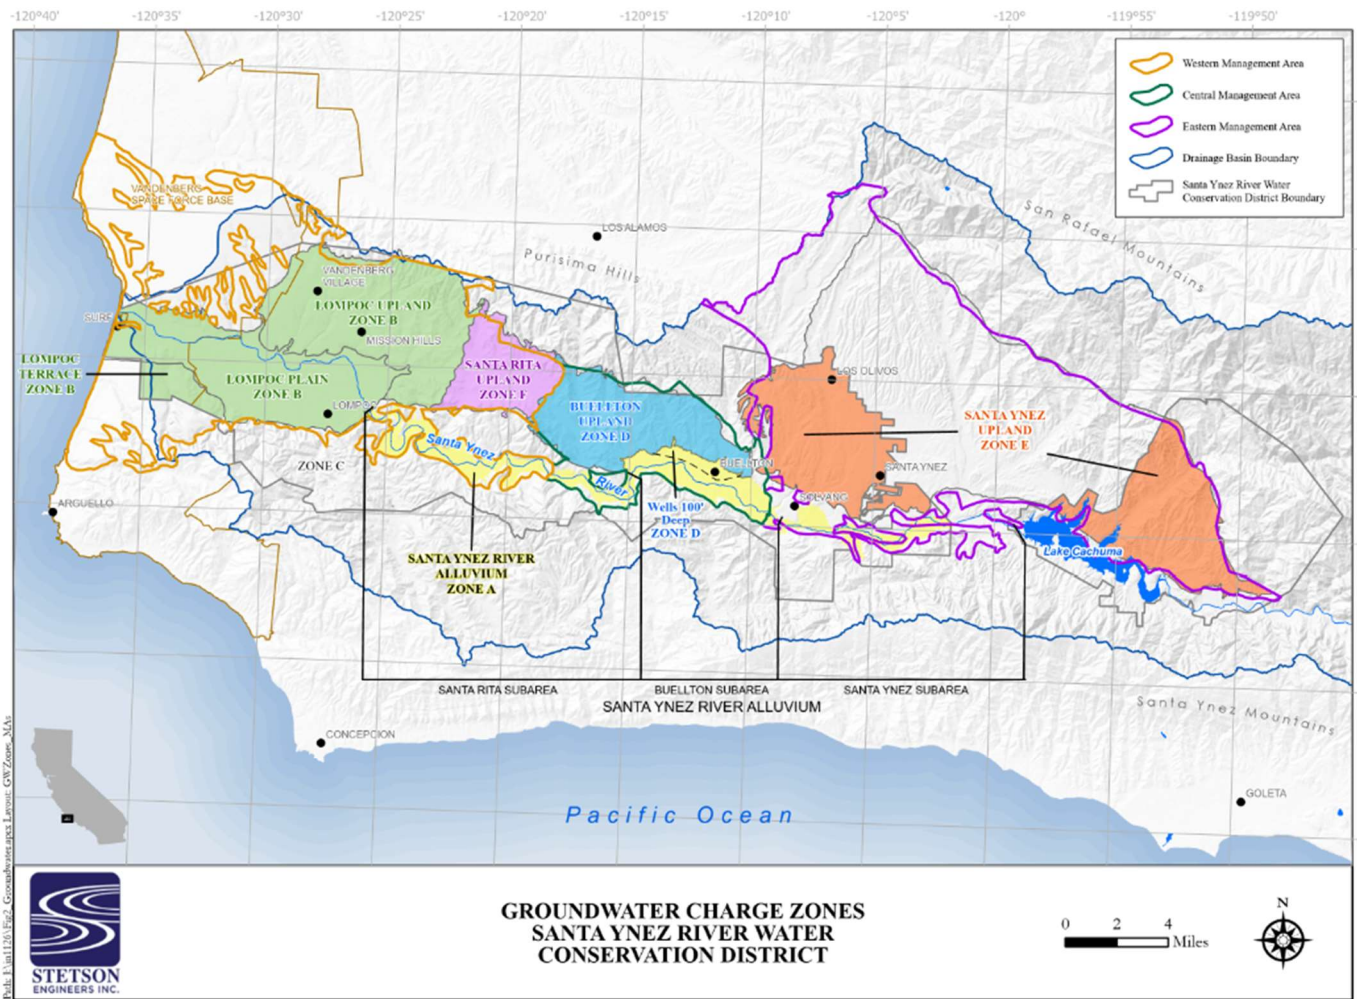 -120°40' -120°35' -120°30' -120°25' -120°20' -120°15' -120°10' -120°5' -120° -119°55' -119°50'
Western Management Area
Central Management Area
Eastern Management Area
Drainage Basin Boundary
Santa Ynez River Water
Conservation District Boundary
VANDENBERG
SPACE FORCE BASE
LOS ALAMOS
Purisima Hills
San Rafael Mountains
VANDENBERG
VILLAGE
LOMPOC UPLAND
ZONE B
MISSION HILLS
SURF
LOMPOC
TERRACE
ZONE B
LOMPOC PLAIN
ZONE B
LOMPOC
SANTA RITA
UPLAND
ZONE F
BUELLTON
UPLAND
ZONE D
LOS OLIVOS
SANTA YNEZ
UPLAND
ZONE E
Santa Ynez
River
ZONE C
BUELLTON
SANTA YNEZ
SOLVANG
ARGUELLO
Wells 100'
Deep
ZONE D
Lake Cachuma
SANTA YNEZ RIVER
ALLUVIUM
ZONE A
SANTA RITA SUBAREA
BUELLTON SUBAREA
SANTA YNEZ SUBAREA
SANTA YNEZ RIVER ALLUVIUM
Santa Ynez Mountains
CONCEPCION
GOLETA
Pacific Ocean
STETSON
ENGINEERS INC.
GROUNDWATER CHARGE ZONES
SANTA YNEZ RIVER WATER
CONSERVATION DISTRICT
0 2 4
Miles
N